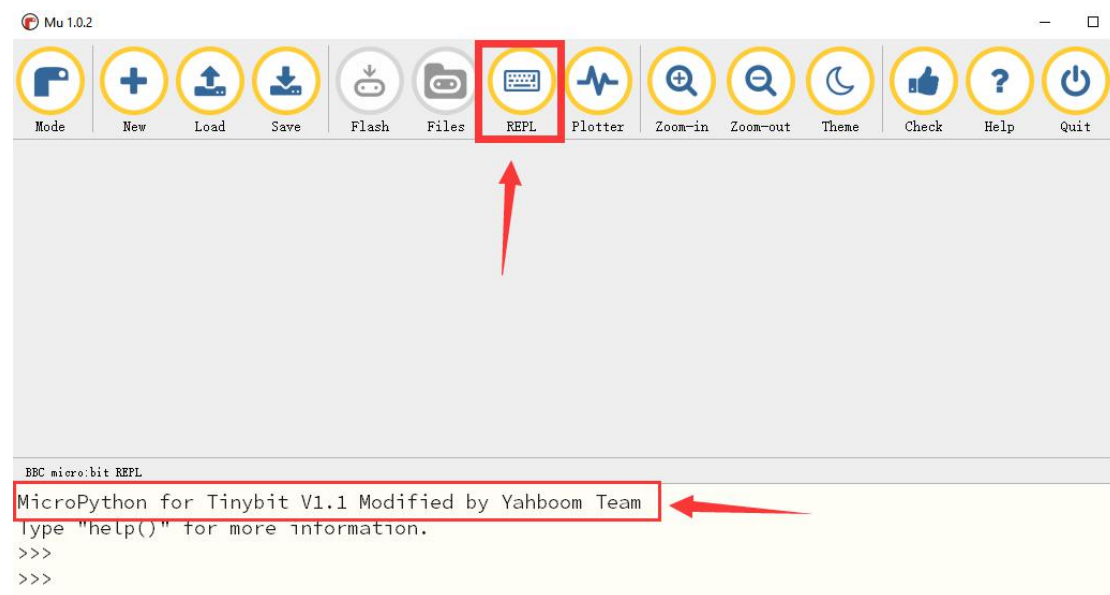 Mu 1.0.2
Mode New Load Save Flash Files REPL Plotter Zoom-in Zoom-out Theme Check Help Quit
BBC micro:bit REPL
MicroPython for Tinybit V1.1 Modified by Yahboom Team
Type "help()" for more information.
>>>
>>>